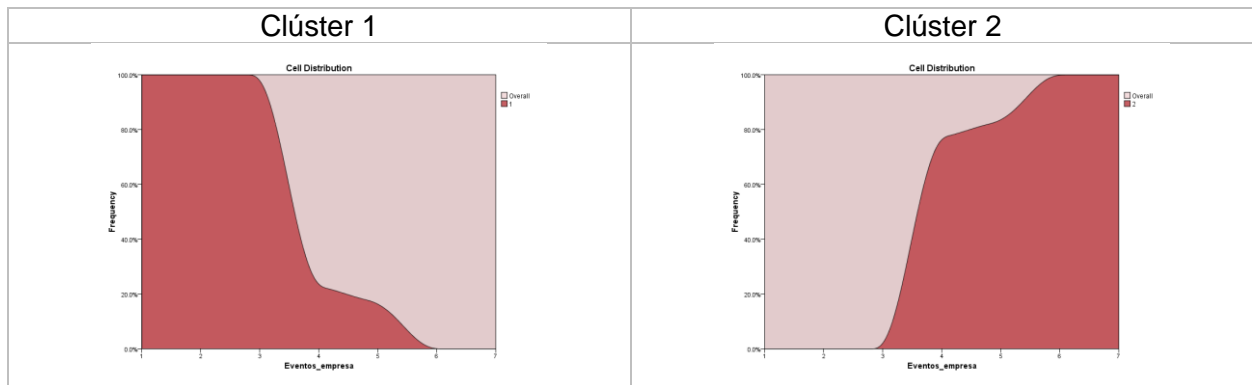 Clúster 1
Clúster 2
Cell Distribution
100.0%
80.0%
60.0%
40.0%
20.0%
0.0%
Frequency
1 2 3 4 5 6 7
Eventos_empresa
Overall
1
Cell Distribution
100.0%
80.0%
60.0%
40.0%
20.0%
0.0%
Frequency
1 2 3 4 5 6 7
Eventos_empresa
Overall
2